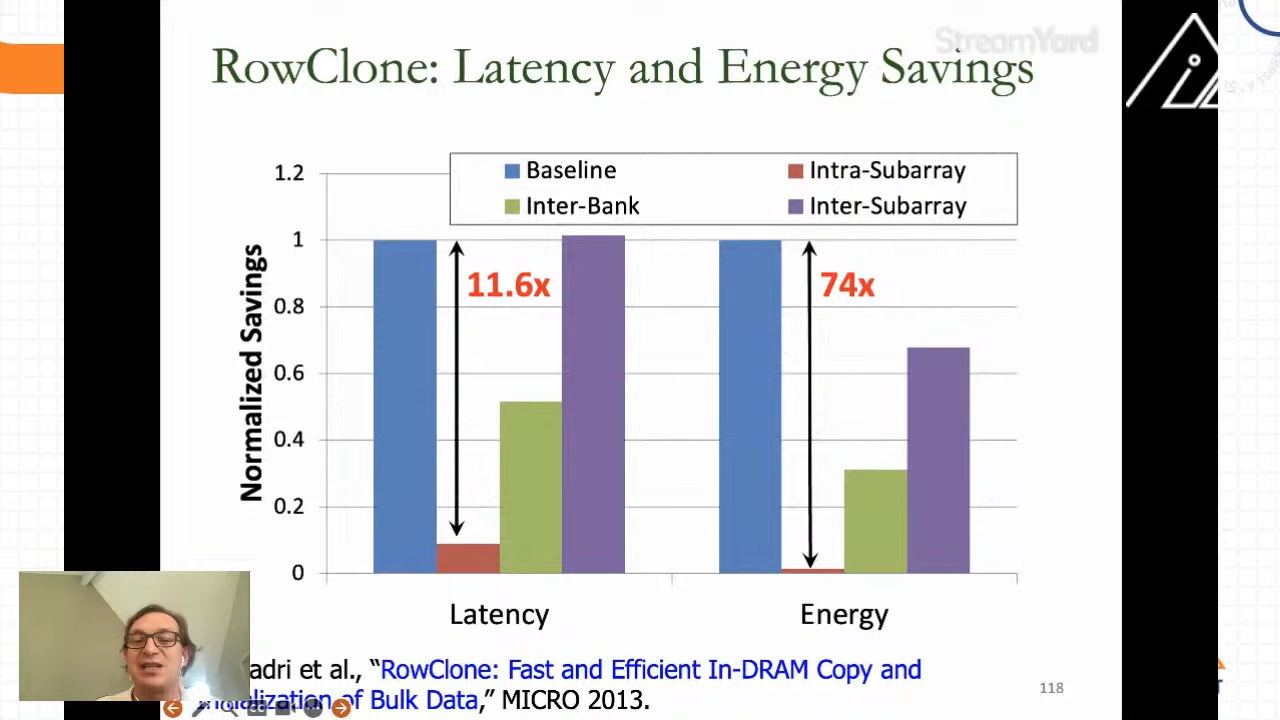 StreamYard
RowClone: Latency and Energy Savings
Baseline
Intra-Subarray
Inter-Bank
Inter-Subarray
Normalized Savings
1.2
1
0.8
0.6
0.4
0.2
0
11.6x
74x
Latency
Energy
adri et al., “RowClone: Fast and Efficient In-DRAM Copy and
alization of Bulk Data,” MICRO 2013.
118